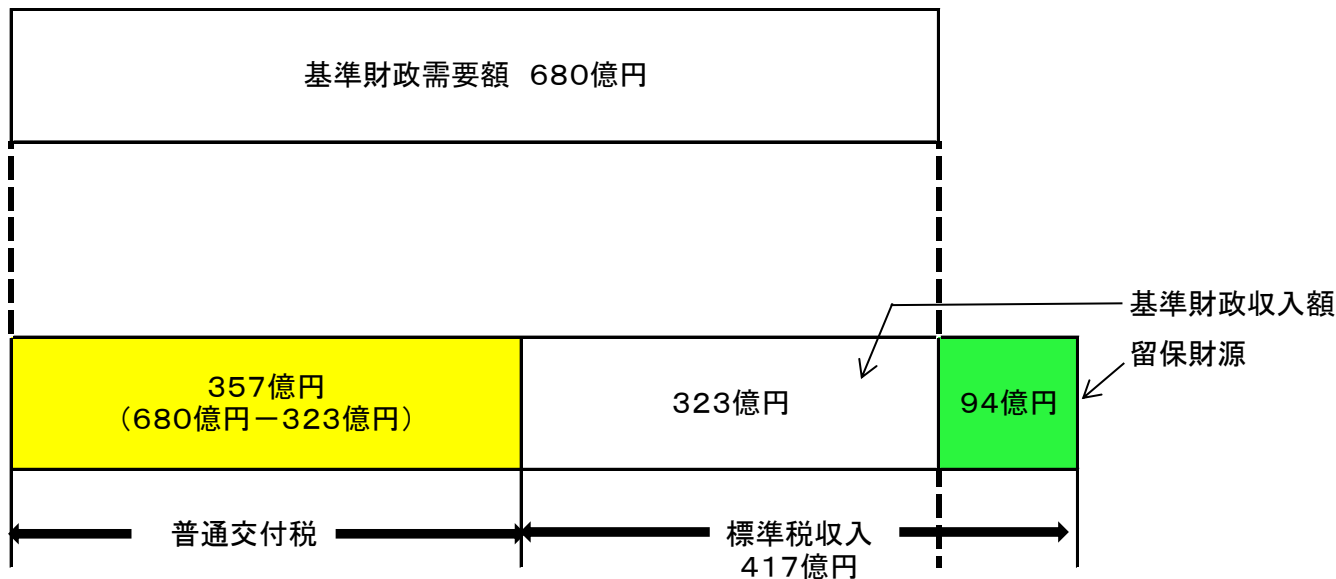 基準財政需要額 680億円
基準財政収入額
留保財源
357億円
（680億円－323億円）
323億円
94億円
普通交付税
標準税収入
417億円